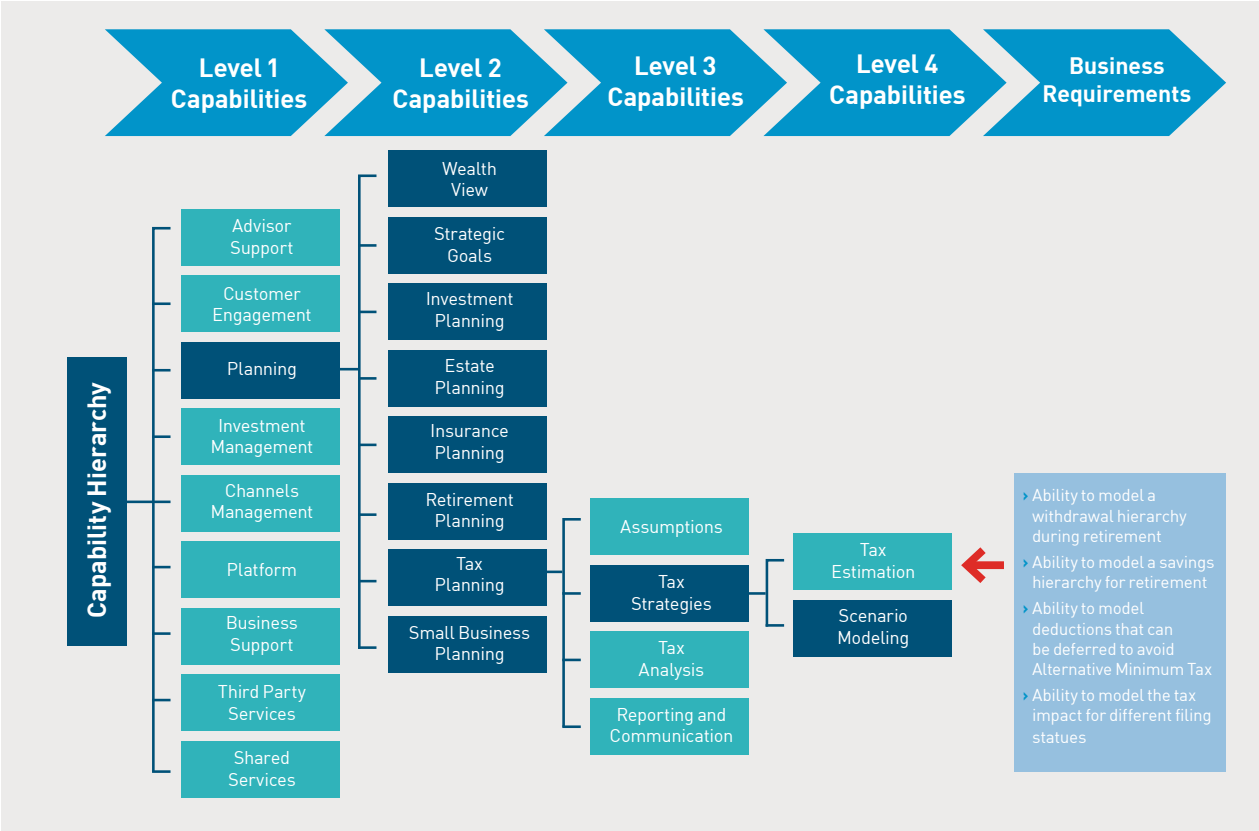 Level 1
Capabilities
Level 2
Capabilities
Level 3
Capabilities
Level 4
Capabilities
Business
Requirements
Capability Hierarchy
Advisor
Support
Customer
Engagement
Planning
Investment
Management
Channels
Management
Platform
Business
Support
Third Party
Services
Shared
Services
Wealth
View
Strategic
Goals
Investment
Planning
Estate
Planning
Insurance
Planning
Retirement
Planning
Tax
Planning
Small Business
Planning
Assumptions
Tax
Strategies
Tax
Analysis
Reporting and
Communication
Tax
Estimation
Scenario
Modeling
› Ability to model a
withdrawal hierarchy
during retirement
› Ability to model a savings
hierarchy for retirement
› Ability to model
deductions that can
be deferred to avoid
Alternative Minimum Tax
› Ability to model the tax
impact for different filing
statues